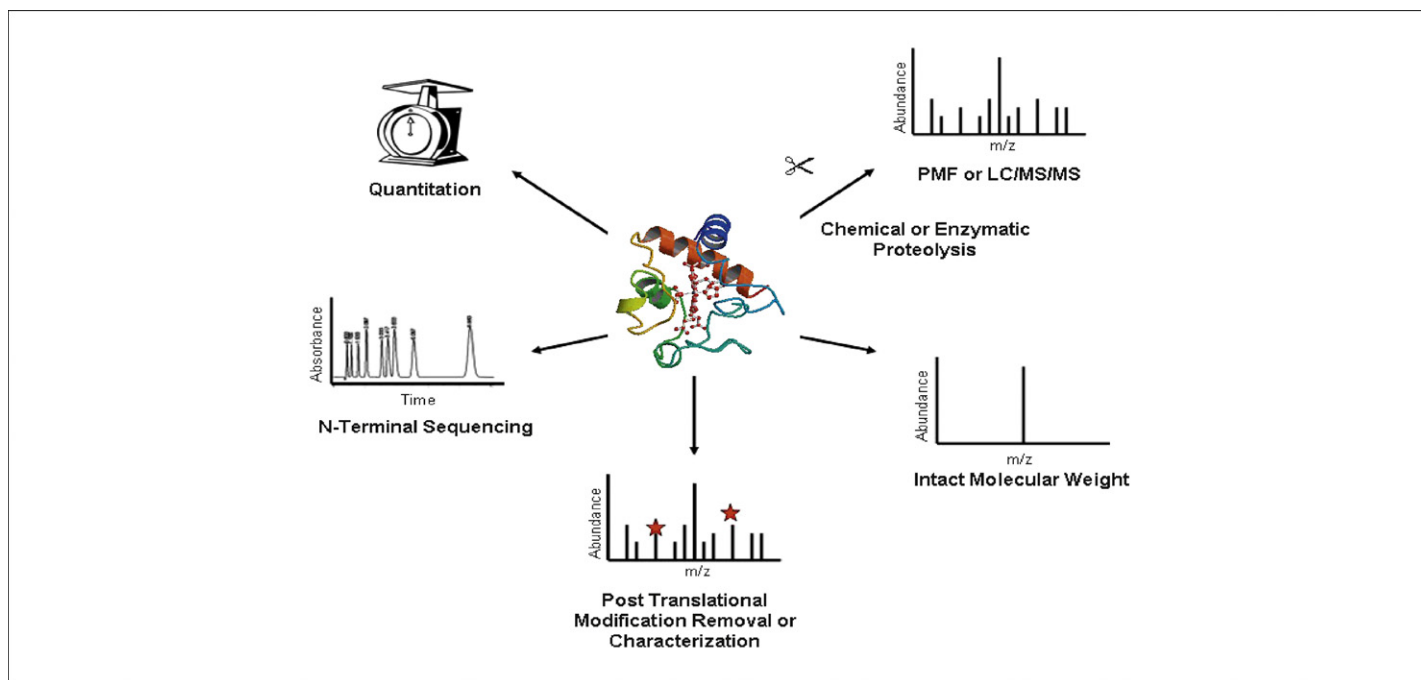 Quantitation
Abundance
m/z
PMF or LC/MS/MS
Chemical or Enzymatic
Proteolysis
Absorbance
Time
N-Terminal Sequencing
Abundance
m/z
Intact Molecular Weight
Abundance
m/z
Post Translational
Modification Removal or
Characterization